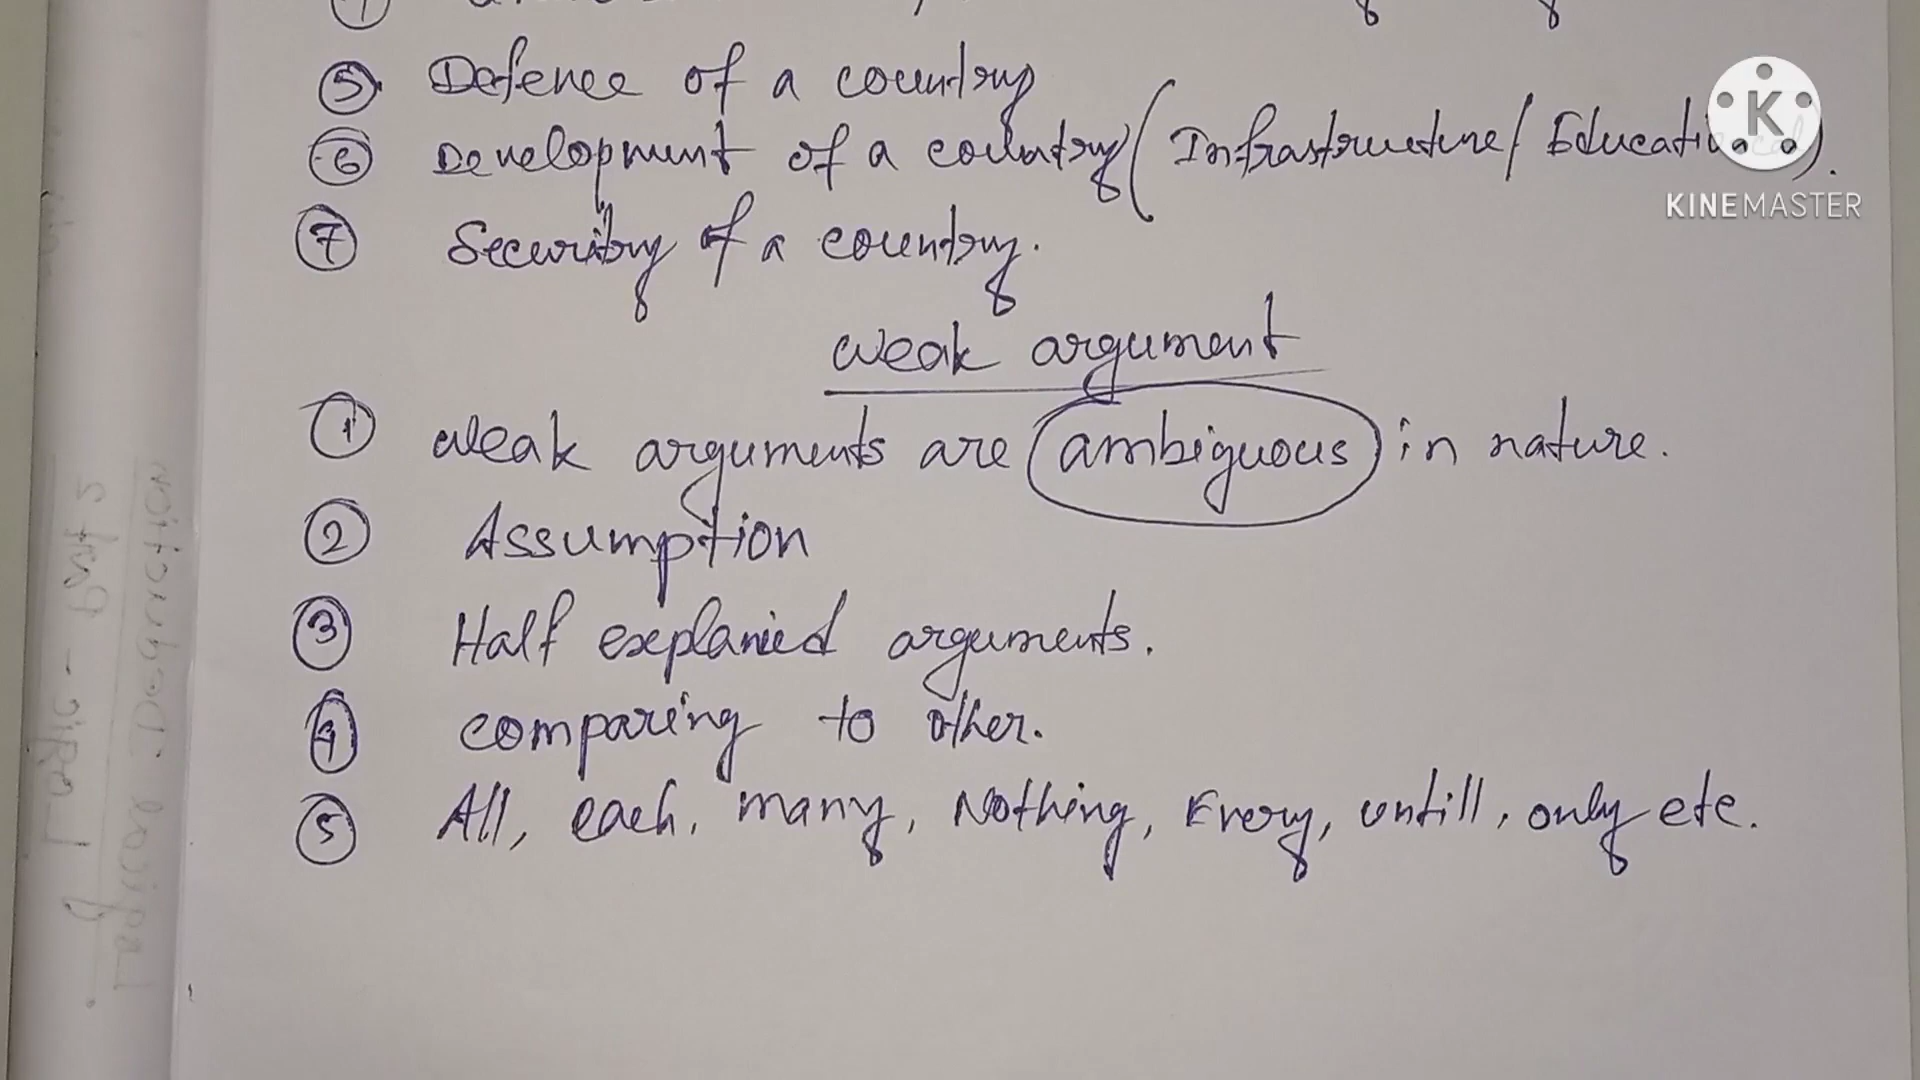 ⑤ Defence of a country
⑥ Development of a country (Infrastructure/
⑦ Security of a country.
weak argument
① weak arguments are ambiguous in nature.
② Assumption
③ Half explanied arguments.
④ comparing to other.
⑤ All, each, many, Nothing, Every, untill, only etc.
K
KINEMASTER